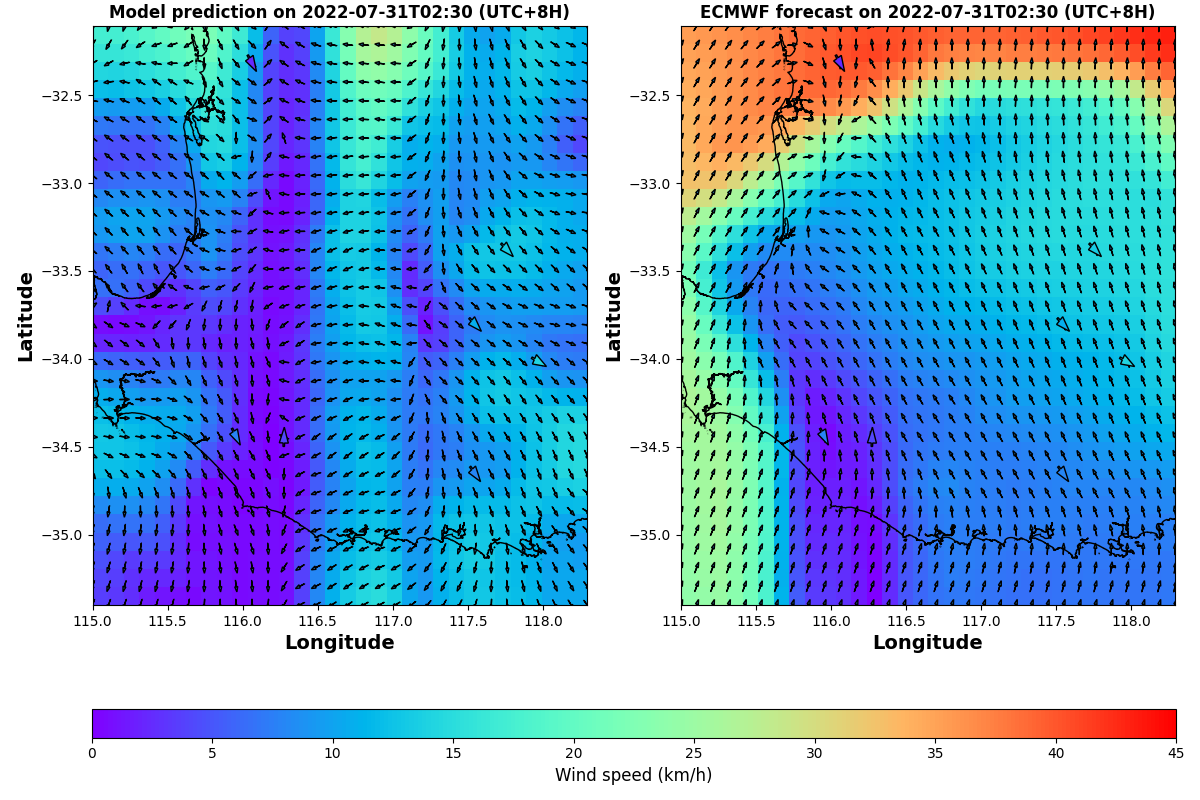 Model prediction on 2022-07-31T02:30 (UTC+8H)
ECMWF forecast on 2022-07-31T02:30 (UTC+8H)
Latitude
−32.5
−33.0
−33.5
−34.0
−34.5
−35.0
115.0 115.5 116.0 116.5 117.0 117.5 118.0
Longitude
Latitude
−32.5
−33.0
−33.5
−34.0
−34.5
−35.0
115.0 115.5 116.0 116.5 117.0 117.5 118.0
Longitude
0 5 10 15 20 25 30 35 40 45
Wind speed (km/h)